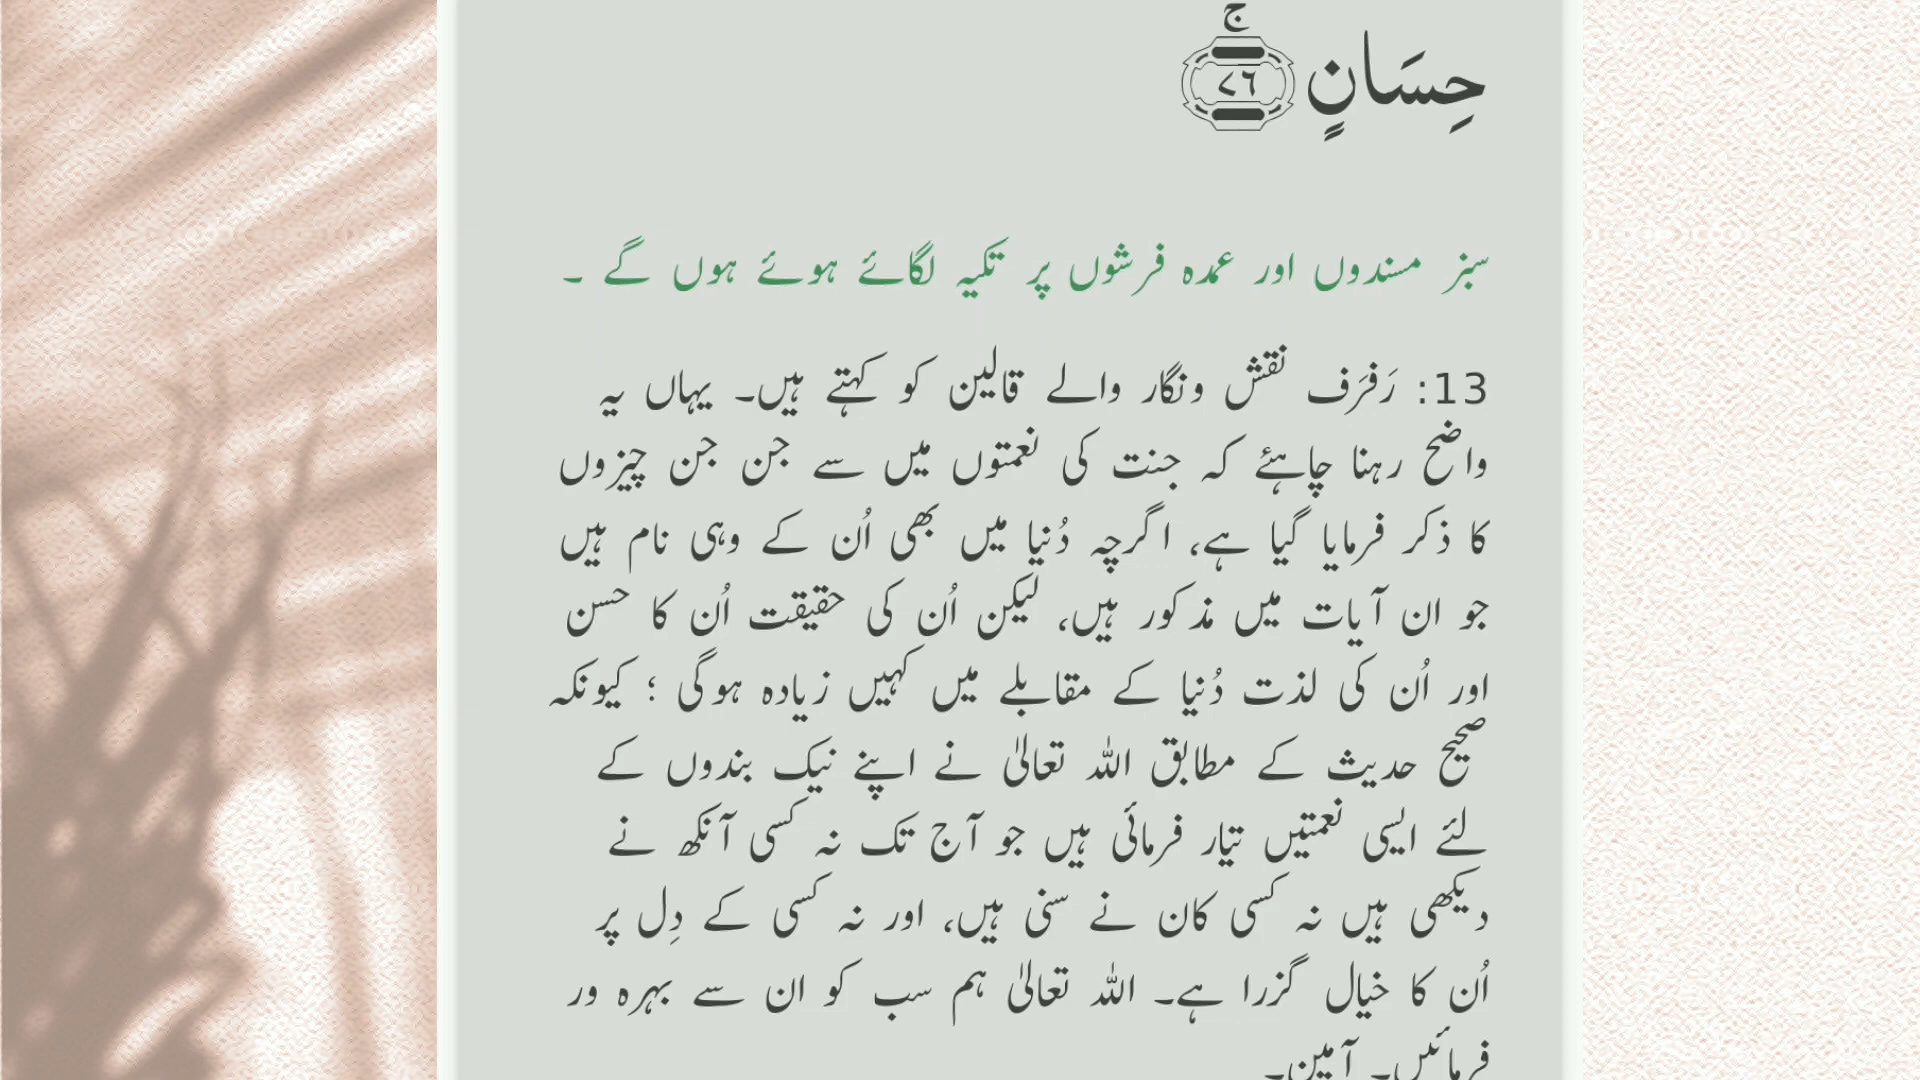 حِسَانٍ ۚ ﴿٧٦﴾
سبز مسندوں اور عمدہ فرشوں پر تکیہ لگائے ہوئے ہوں گے ۔
13: رَفرَف نقش ونگار والے قالین کو کہتے ہیں۔ یہاں یہ
واضح رہنا چاہئے کہ جنت کی نعمتوں میں سے جن جن چیزوں
کا ذکر فرمایا گیا ہے، اگرچہ دُنیا میں بھی اُن کے وہی نام ہیں
جو ان آیات میں مذکور ہیں، لیکن اُن کی حقیقت اُن کا حسن
اور اُن کی لذت دُنیا کے مقابلے میں کہیں زیادہ ہوگی ؛ کیونکہ
صحیح حدیث کے مطابق اللہ تعالیٰ نے اپنے نیک بندوں کے
لئے ایسی نعمتیں تیار فرمائی ہیں جو آج تک نہ کسی آنکھ نے
دیکھی ہیں نہ کسی کان نے سنی ہیں، اور نہ کسی کے دِل پر
اُن کا خیال گزرا ہے۔ اللہ تعالیٰ ہم سب کو ان سے بہرہ ور
فرمائیں۔ آمین۔